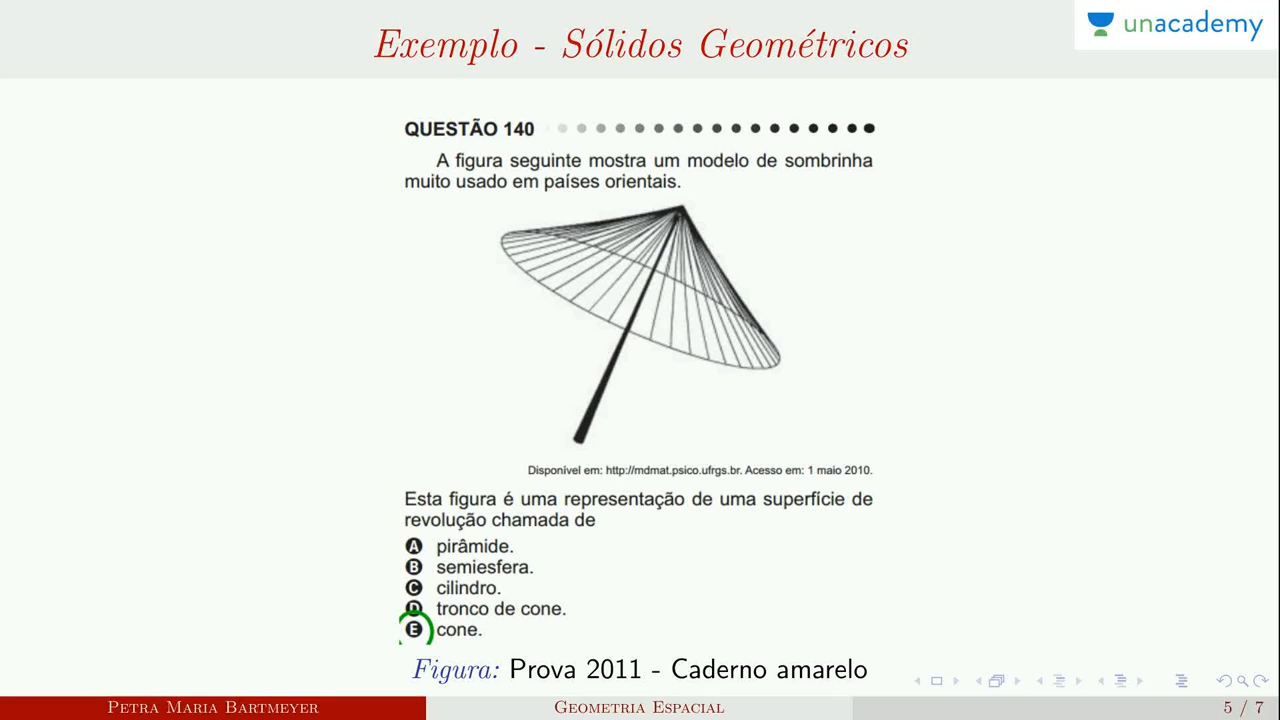 Exemplo - Sólidos Geométricos
unacademy
QUESTÃO 140
A figura seguinte mostra um modelo de sombrinha
muito usado em países orientais.
Disponível em: http://mdmat.psico.ufrgs.br. Acesso em: 1 maio 2010.
Esta figura é uma representação de uma superfície de
revolução chamada de
A pirâmide.
B semiesfera.
C cilindro.
D tronco de cone.
E cone.
Figura: Prova 2011 - Caderno amarelo
Petra Maria Bartmeyer
Geometria Espacial
5 / 7